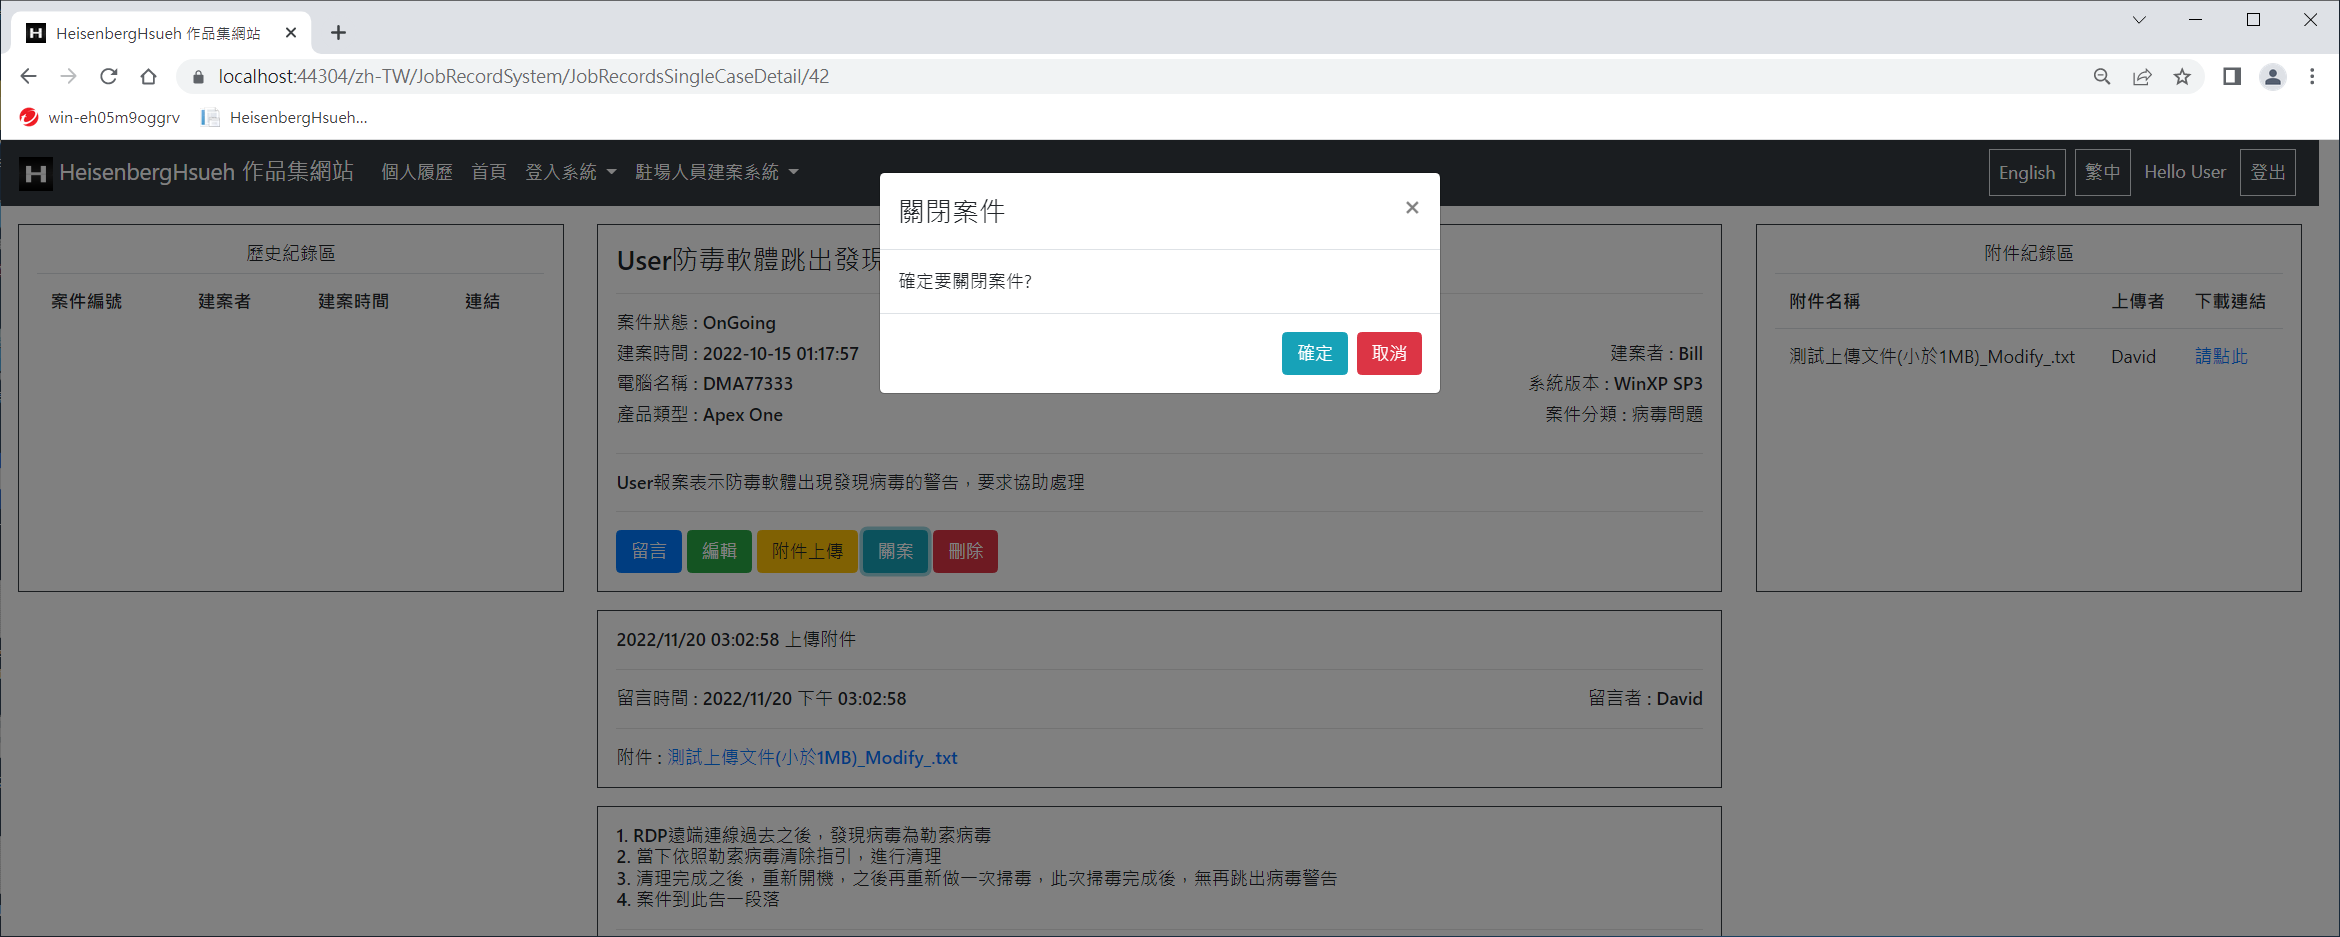 HeisenbergHsueh 作品集網站
localhost:44304/zh-TW/JobRecordSystem/JobRecordsSingleCaseDetail/42
win-eh05m9oggrv HeisenbergHsueh...
H HeisenbergHsueh 作品集網站 個人履歷 首頁 登入系統 駐場人員建案系統 English 繁中 Hello User 登出
關閉案件 ×
確定要關閉案件?
確定 取消
歷史紀錄區
案件編號 建案者 建案時間 連結
User防毒軟體跳出發現
案件狀態 : OnGoing
建案時間 : 2022-10-15 01:17:57 建案者 : Bill
電腦名稱 : DMA77333 系統版本 : WinXP SP3
產品類型 : Apex One 案件分類 : 病毒問題
User報案表示防毒軟體出現發現病毒的警告，要求協助處理
留言 編輯 附件上傳 關案 刪除
附件紀錄區
附件名稱 上傳者 下載連結
測試上傳文件(小於1MB)_Modify_.txt David 請點此
2022/11/20 03:02:58 上傳附件
留言時間 : 2022/11/20 下午 03:02:58 留言者 : David
附件 : 測試上傳文件(小於1MB)_Modify_.txt
1. RDP遠端連線過去之後，發現病毒為勒索病毒
2. 當下依照勒索病毒清除指引，進行清理
3. 清理完成之後，重新開機，之後再重新做一次掃毒，此次掃毒完成後，無再跳出病毒警告
4. 案件到此告一段落